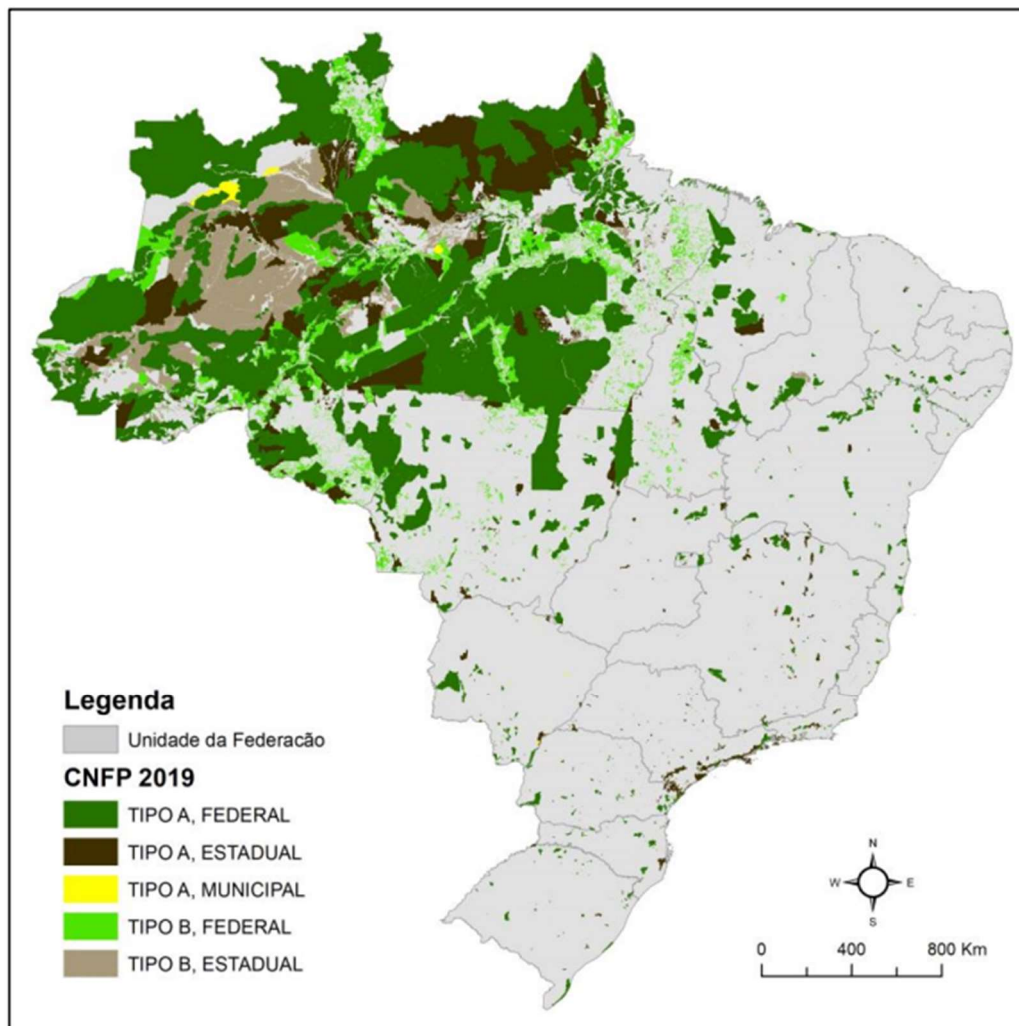 Legenda
Unidade da Federacão
CNFP 2019
TIPO A, FEDERAL
TIPO A, ESTADUAL
TIPO A, MUNICIPAL
TIPO B, FEDERAL
TIPO B, ESTADUAL
N
W E
S
0 400 800 Km